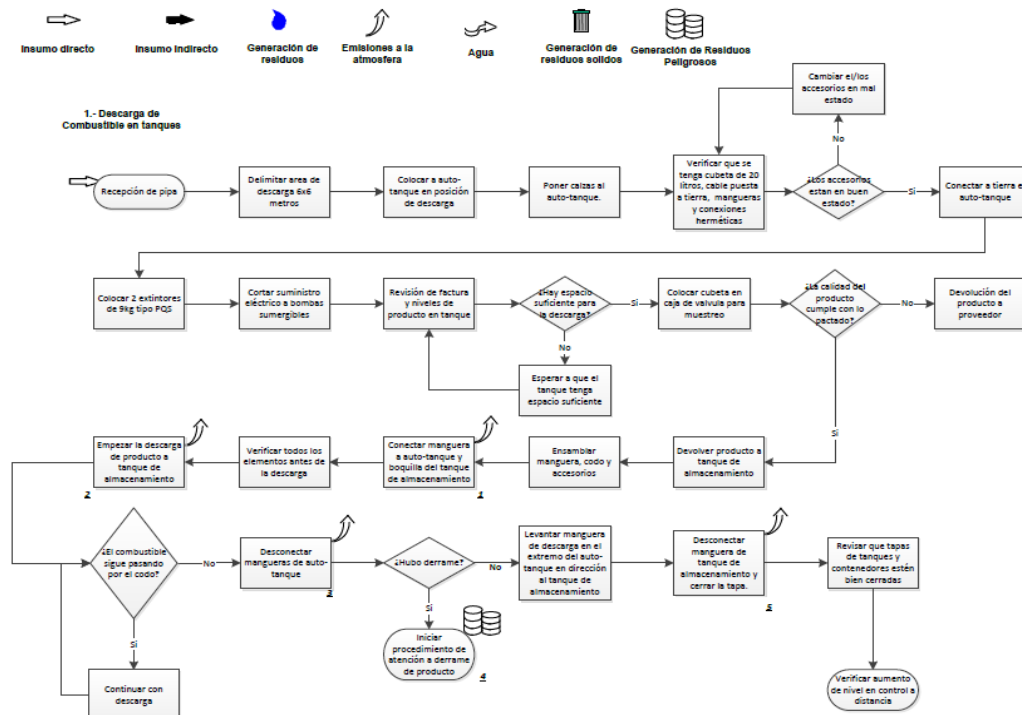 Insumo directo
Insumo Indirecto
Generación de
residuos
Emisiones a la
atmosfera
Agua
Generación de
residuos solidos
Generación de Residuos
Peligrosos
1.- Descarga de
Combustible en tanques
Cambiar el/los
accesorios en mal
estado
No
Recepción de pipa
Delimitar area de
descarga 6x6
metros
Colocar a auto-
tanque en posición
de descarga
Poner calzas al
auto-tanque.
Verificar que se
tenga cubeta de 20
litros, cable puesta
a tierra, mangueras
y conexiones
herméticas
¿Los accesorios
estan en buen
estado?
Sí
Conectar a tierra el
auto-tanque
Colocar 2 extintores
de 9kg tipo PQS
Cortar suministro
eléctrico a bombas
sumergibles
Revisión de factura
y niveles de
producto en tanque
¿Hay espacio
suficiente para
la descarga?
Sí
Colocar cubeta en
caja de valvula para
muestreo
¿La calidad del
producto
cumple con lo
pactado?
No
Devolución del
producto a
proveedor
No
Esperar a que el
tanque tenga
espacio suficiente
Sí
Empezar la descarga
de producto a
tanque de
almacenamiento
2
Verificar todos los
elementos antes de
la descarga
Conectar manguera
a auto-tanque y
boquilla del tanque
de almacenamiento
1
Ensamblar
manguera, codo y
accesorios
Devolver producto a
tanque de
almacenamiento
¿El combustible
sigue pasando
por el codo?
No
Desconectar
mangueras de auto-
tanque
3
¿Hubo derrame?
No
Levantar manguera
de descarga en el
extremo del auto-
tanque en dirección
al tanque de
almacenamiento
Desconectar
manguera de
tanque de
almacenamiento y
cerrar la tapa.
5
Revisar que tapas
de tanques y
contenedores estén
bien cerradas
Sí
Continuar con
descarga
Sí
Iniciar
procedimiento de
atención a derrame
de producto
4
Verificar aumento
de nivel en control a
distancia